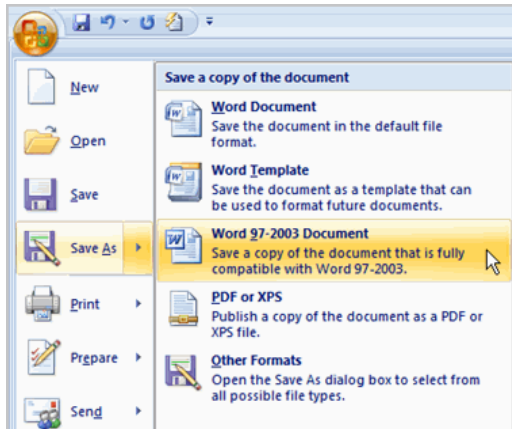 New
Open
Save
Save As
Print
Prepare
Send
Save a copy of the document
Word Document
Save the document in the default file
format.
Word Template
Save the document as a template that can
be used to format future documents.
Word 97-2003 Document
Save a copy of the document that is fully
compatible with Word 97-2003.
PDF or XPS
Publish a copy of the document as a PDF or
XPS file.
Other Formats
Open the Save As dialog box to select from
all possible file types.